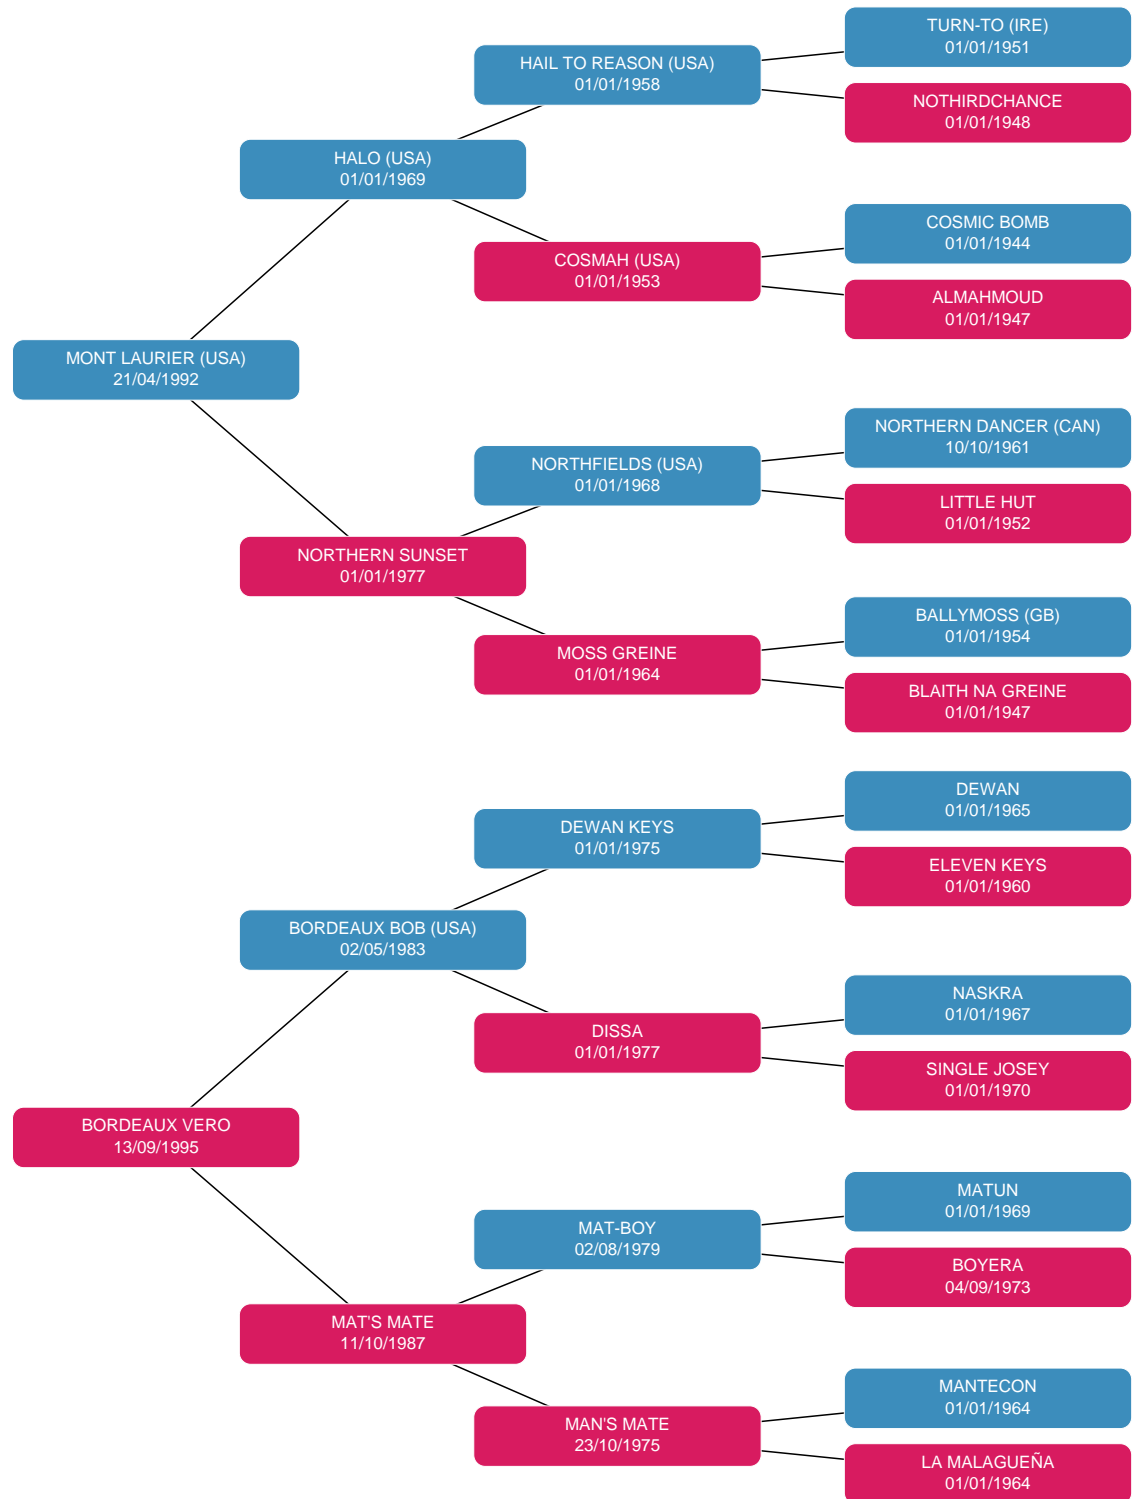 TURN-TO (IRE)
01/01/1951
HAIL TO REASON (USA)
01/01/1958
NOTHIRDCHANCE
01/01/1948
HALO (USA)
01/01/1969
COSMIC BOMB
01/01/1944
COSMAH (USA)
01/01/1953
ALMAHMOUD
01/01/1947
MONT LAURIER (USA)
21/04/1992
NORTHERN DANCER (CAN)
10/10/1961
NORTHFIELDS (USA)
01/01/1968
LITTLE HUT
01/01/1952
NORTHERN SUNSET
01/01/1977
BALLYMOSS (GB)
01/01/1954
MOSS GREINE
01/01/1964
BLAITH NA GREINE
01/01/1947
DEWAN
01/01/1965
DEWAN KEYS
01/01/1975
ELEVEN KEYS
01/01/1960
BORDEAUX BOB (USA)
02/05/1983
NASKRA
01/01/1967
DISSA
01/01/1977
SINGLE JOSEY
01/01/1970
BORDEAUX VERO
13/09/1995
MATUN
01/01/1969
MAT-BOY
02/08/1979
BOYERA
04/09/1973
MAT'S MATE
11/10/1987
MANTECON
01/01/1964
MAN'S MATE
23/10/1975
LA MALAGUEÑA
01/01/1964